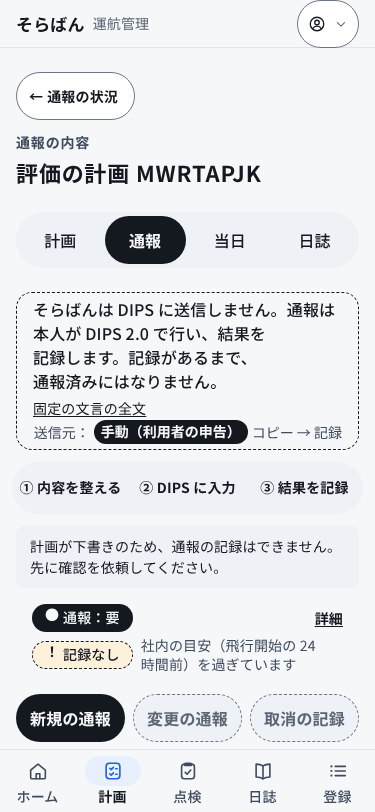 そらばん 運航管理
← 通報の状況
通報の内容
評価の計画 MWRTAPJK
計画 通報 当日 日誌
そらばんは DIPS に送信しません。通報は
本人が DIPS 2.0 で行い、結果を
記録します。記録があるまで、
通報済みにはなりません。
固定の文言の全文
送信元： 手動（利用者の申告） コピー → 記録
① 内容を整える ② DIPS に入力 ③ 結果を記録
計画が下書きのため、通報の記録はできません。
先に確認を依頼してください。
通報：要 詳細
! 記録なし 社内の目安（飛行開始の 24
時間前）を過ぎています
新規の通報 変更の通報 取消の記録
ホーム 計画 点検 日誌 登録